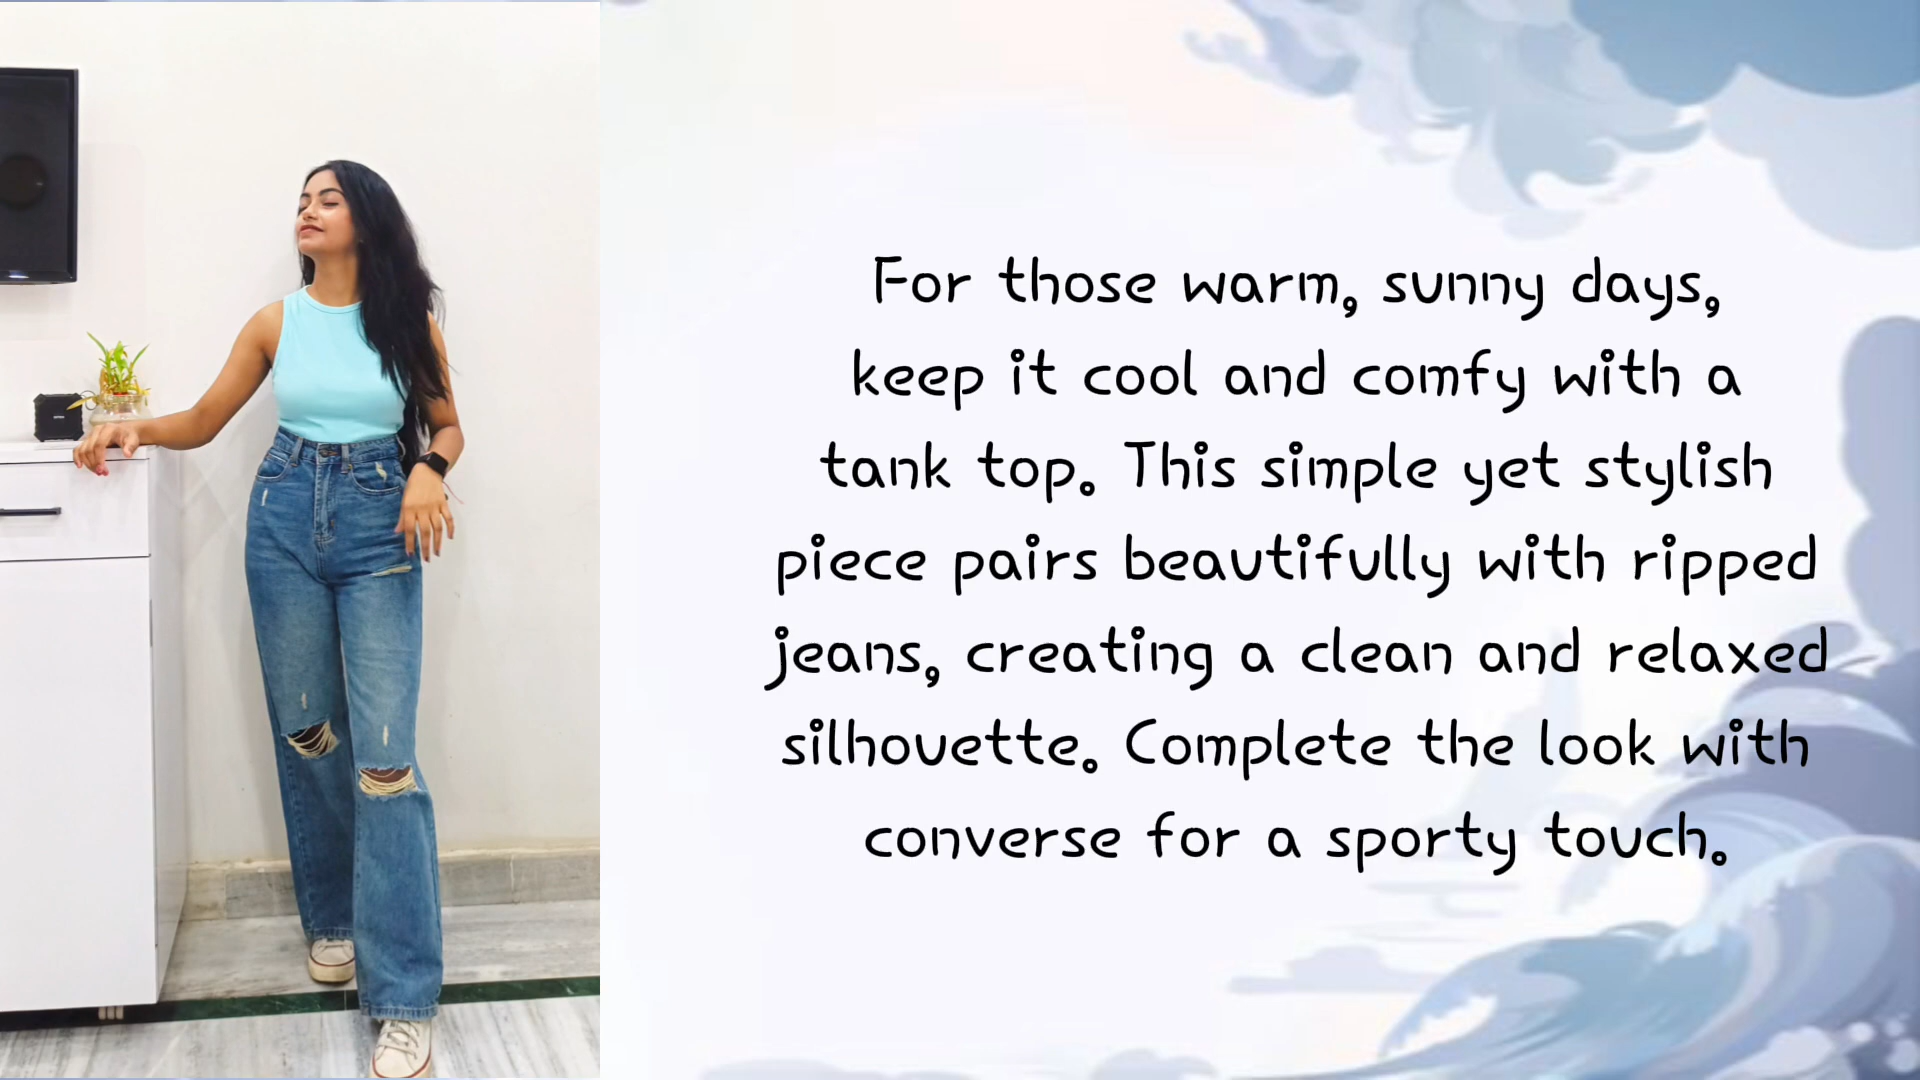 For those warm, sunny days,
keep it cool and comfy with a
tank top. This simple yet stylish
piece pairs beautifully with ripped
jeans, creating a clean and relaxed
silhouette. Complete the look with
converse for a sporty touch.